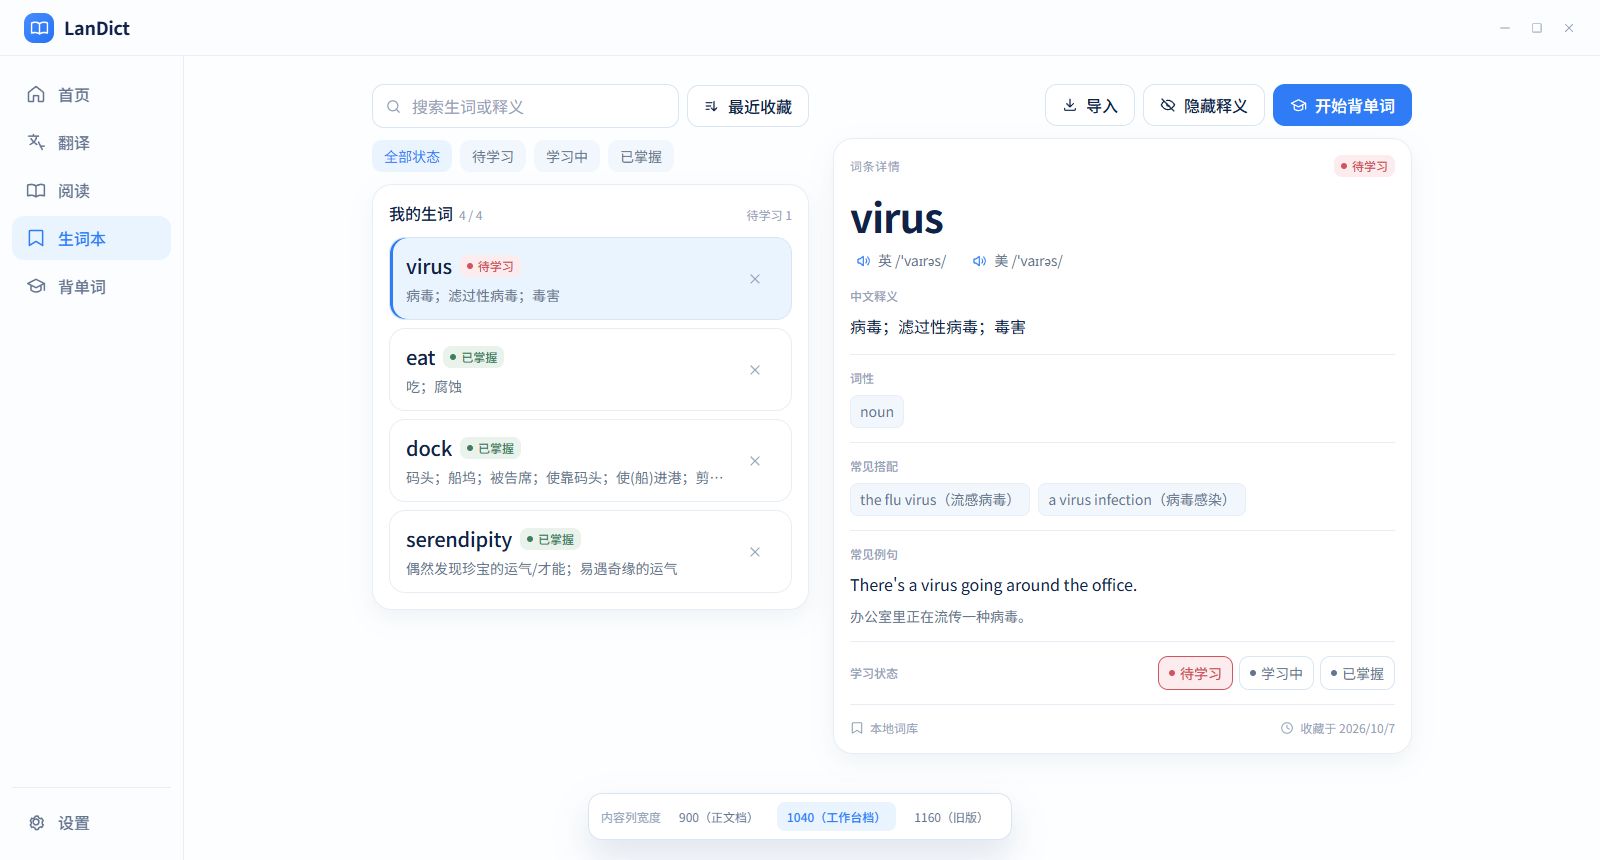 LanDict
首页
翻译
阅读
生词本
背单词
设置
搜索生词或释义
最近收藏
全部状态
待学习
学习中
已掌握
我的生词 4 / 4
待学习 1
virus 待学习
病毒；滤过性病毒；毒害
eat 已掌握
吃；腐蚀
dock 已掌握
码头；船坞；被告席；使靠码头；使(船)进港；剪…
serendipity 已掌握
偶然发现珍宝的运气/才能；易遇奇缘的运气
导入
隐藏释义
开始背单词
词条详情
待学习
virus
英 /ˈvaɪrəs/
美 /ˈvaɪrəs/
中文释义
病毒；滤过性病毒；毒害
词性
noun
常见搭配
the flu virus（流感病毒）
a virus infection（病毒感染）
常见例句
There's a virus going around the office.
办公室里正在流传一种病毒。
学习状态
待学习
学习中
已掌握
本地词库
收藏于 2026/10/7
内容列宽度
900（正文档）
1040（工作台档）
1160（旧版）